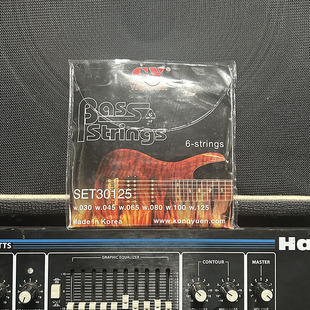 Bass
Strings
6-strings
SET30125
w.030 w.045 w.065 w.080 w.100 w.125
Made in Korea
www.kangyuen.com
GRAPHIC EQUALIZER
CONTOUR
MASTER